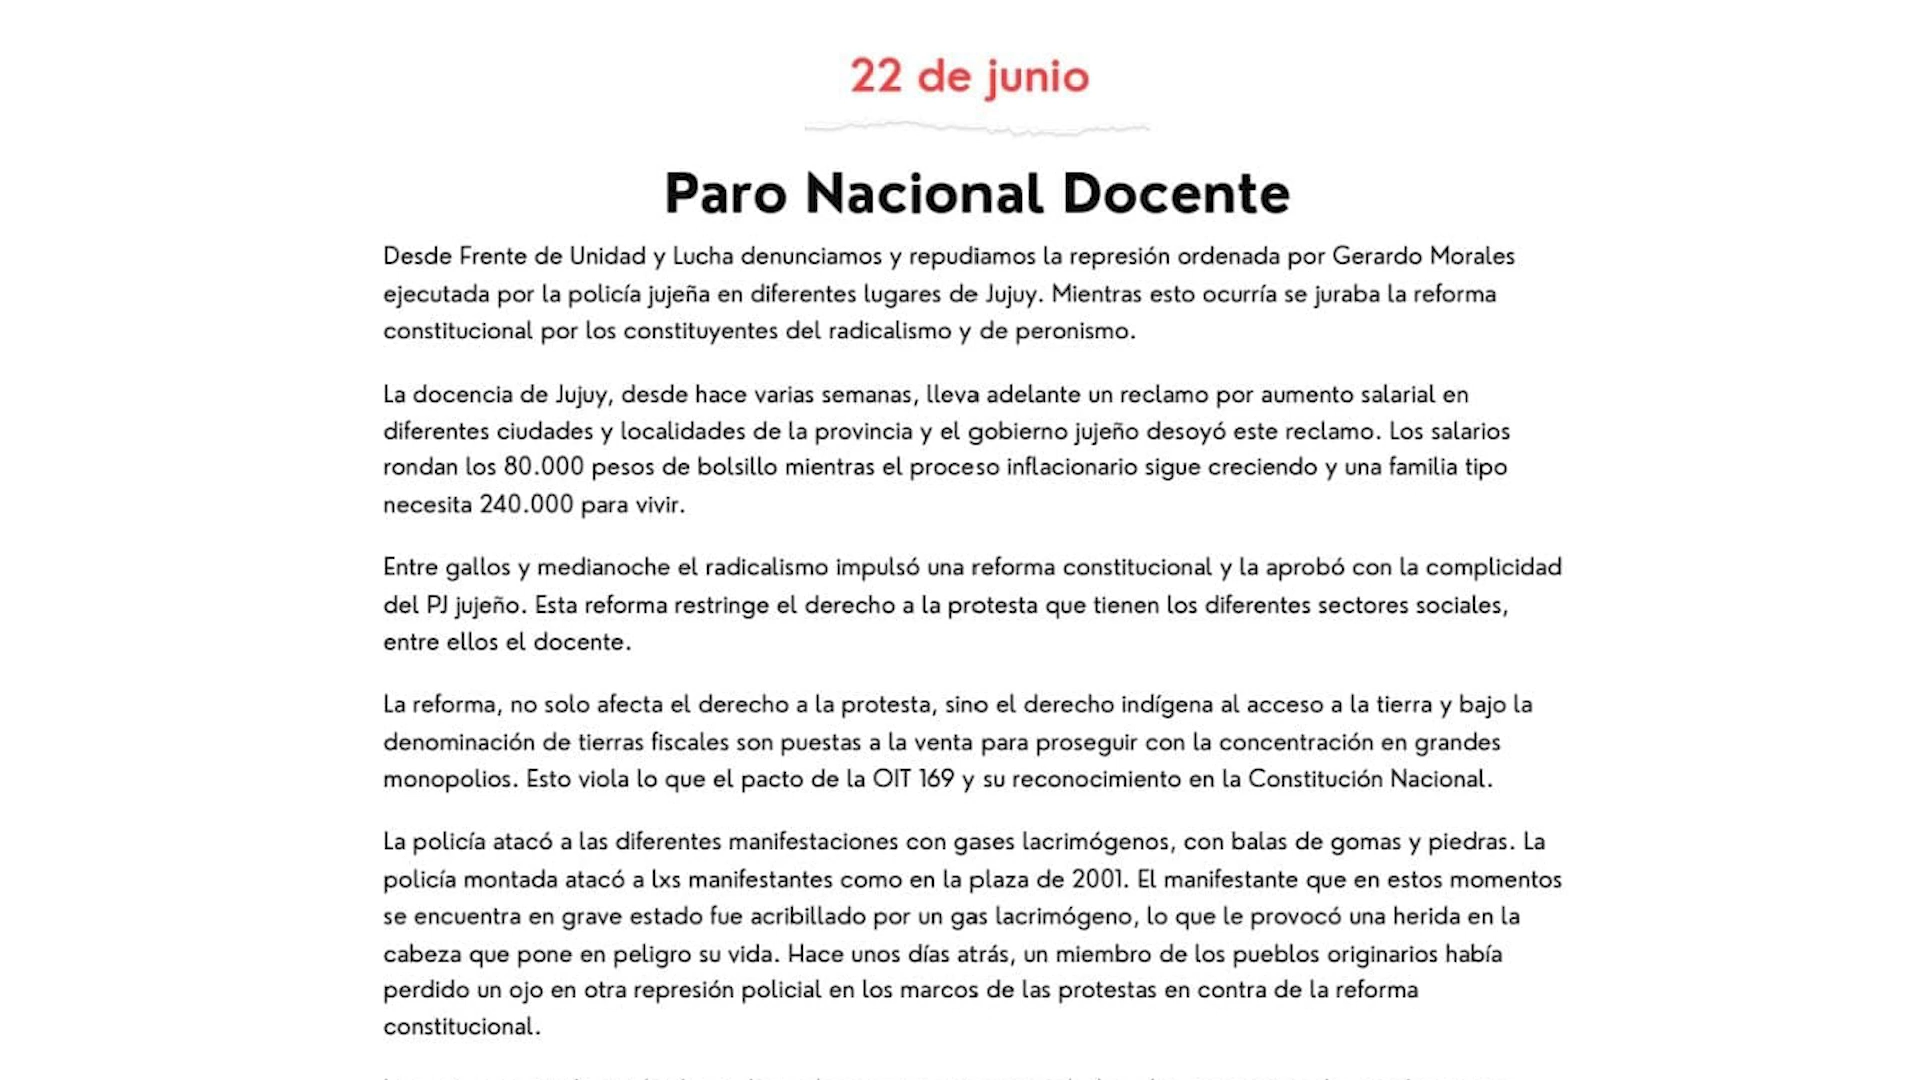 22 de junio
Paro Nacional Docente
Desde Frente de Unidad y Lucha denunciamos y repudiamos la represión ordenada por Gerardo Morales
ejecutada por la policía jujeña en diferentes lugares de Jujuy. Mientras esto ocurría se juraba la reforma
constitucional por los constituyentes del radicalismo y de peronismo.
La docencia de Jujuy, desde hace varias semanas, lleva adelante un reclamo por aumento salarial en
diferentes ciudades y localidades de la provincia y el gobierno jujeño desoyó este reclamo. Los salarios
rondan los 80.000 pesos de bolsillo mientras el proceso inflacionario sigue creciendo y una familia tipo
necesita 240.000 para vivir.
Entre gallos y medianoche el radicalismo impulsó una reforma constitucional y la aprobó con la complicidad
del PJ jujeño. Esta reforma restringe el derecho a la protesta que tienen los diferentes sectores sociales,
entre ellos el docente.
La reforma, no solo afecta el derecho a la protesta, sino el derecho indígena al acceso a la tierra y bajo la
denominación de tierras fiscales son puestas a la venta para proseguir con la concentración en grandes
monopolios. Esto viola lo que el pacto de la OIT 169 y su reconocimiento en la Constitución Nacional.
La policía atacó a las diferentes manifestaciones con gases lacrimógenos, con balas de gomas y piedras. La
policía montada atacó a lxs manifestantes como en la plaza de 2001. El manifestante que en estos momentos
se encuentra en grave estado fue acribillado por un gas lacrimógeno, lo que le provocó una herida en la
cabeza que pone en peligro su vida. Hace unos días atrás, un miembro de los pueblos originarios había
perdido un ojo en otra represión policial en los marcos de las protestas en contra de la reforma
constitucional.